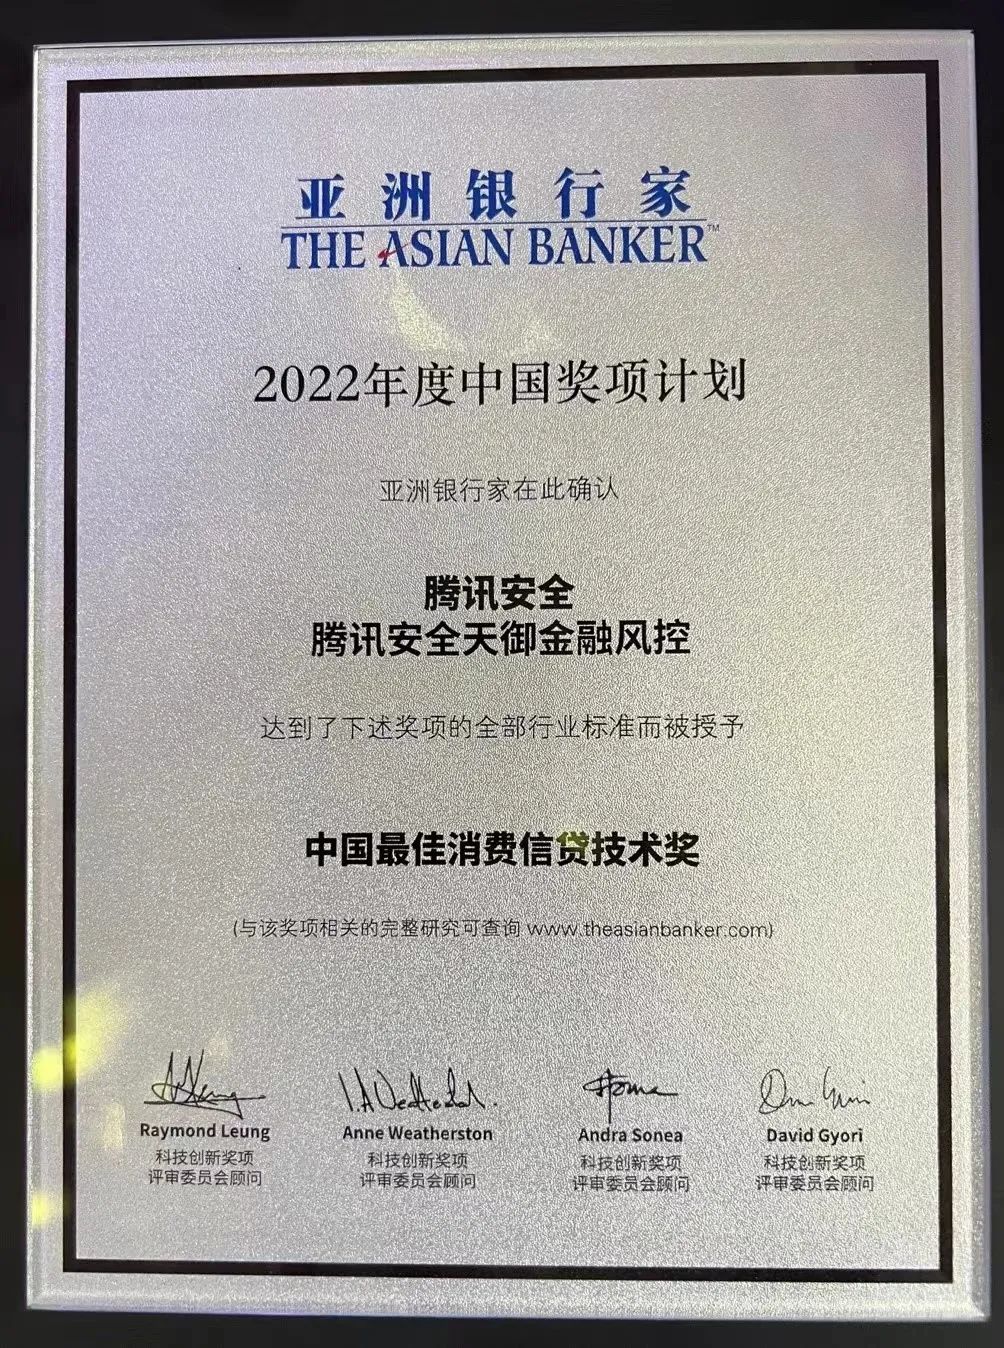 亚洲银行家
THE ASIAN BANKER™
2022年度中国奖项计划
亚洲银行家在此确认
腾讯安全
腾讯安全天御金融风控
达到了下述奖项的全部行业标准而被授予
中国最佳消费信贷技术奖
(与该奖项相关的完整研究可查询 www.theasianbanker.com)
Raymond Leung
科技创新奖项
评审委员会顾问
Anne Weatherston
科技创新奖项
评审委员会顾问
Andra Sonea
科技创新奖项
评审委员会顾问
David Gyori
科技创新奖项
评审委员会顾问